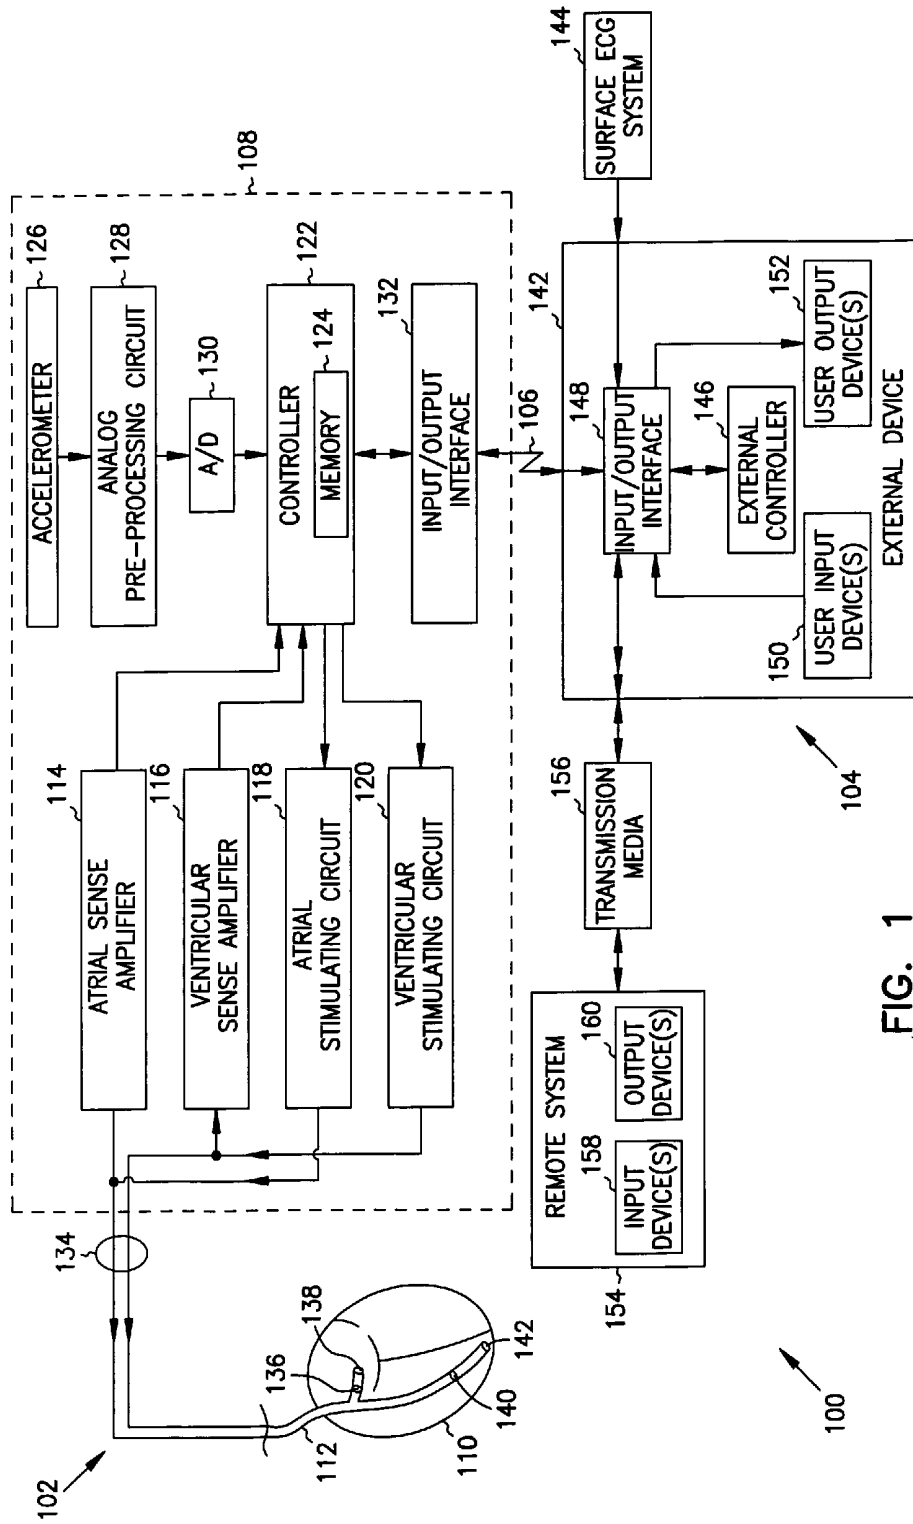 102
134
108
126
ACCELEROMETER
128
ANALOG
PRE-PROCESSING CIRCUIT
130
A/D
122
CONTROLLER
124
MEMORY
132
INPUT/OUTPUT
INTERFACE
114
ATRIAL SENSE
AMPLIFIER
116
VENTRICULAR
SENSE AMPLIFIER
118
ATRIAL
STIMULATING CIRCUIT
120
VENTRICULAR
STIMULATING CIRCUIT
112
136
138
110
140
142
106
144
SURFACE ECG
SYSTEM
142
148
INPUT/OUTPUT
INTERFACE
146
EXTERNAL
CONTROLLER
150
USER INPUT
DEVICE(S)
152
USER OUTPUT
DEVICE(S)
EXTERNAL DEVICE
104
156
TRANSMISSION
MEDIA
REMOTE SYSTEM
158
INPUT
DEVICE(S)
160
OUTPUT
DEVICE(S)
154
100
FIG. 1